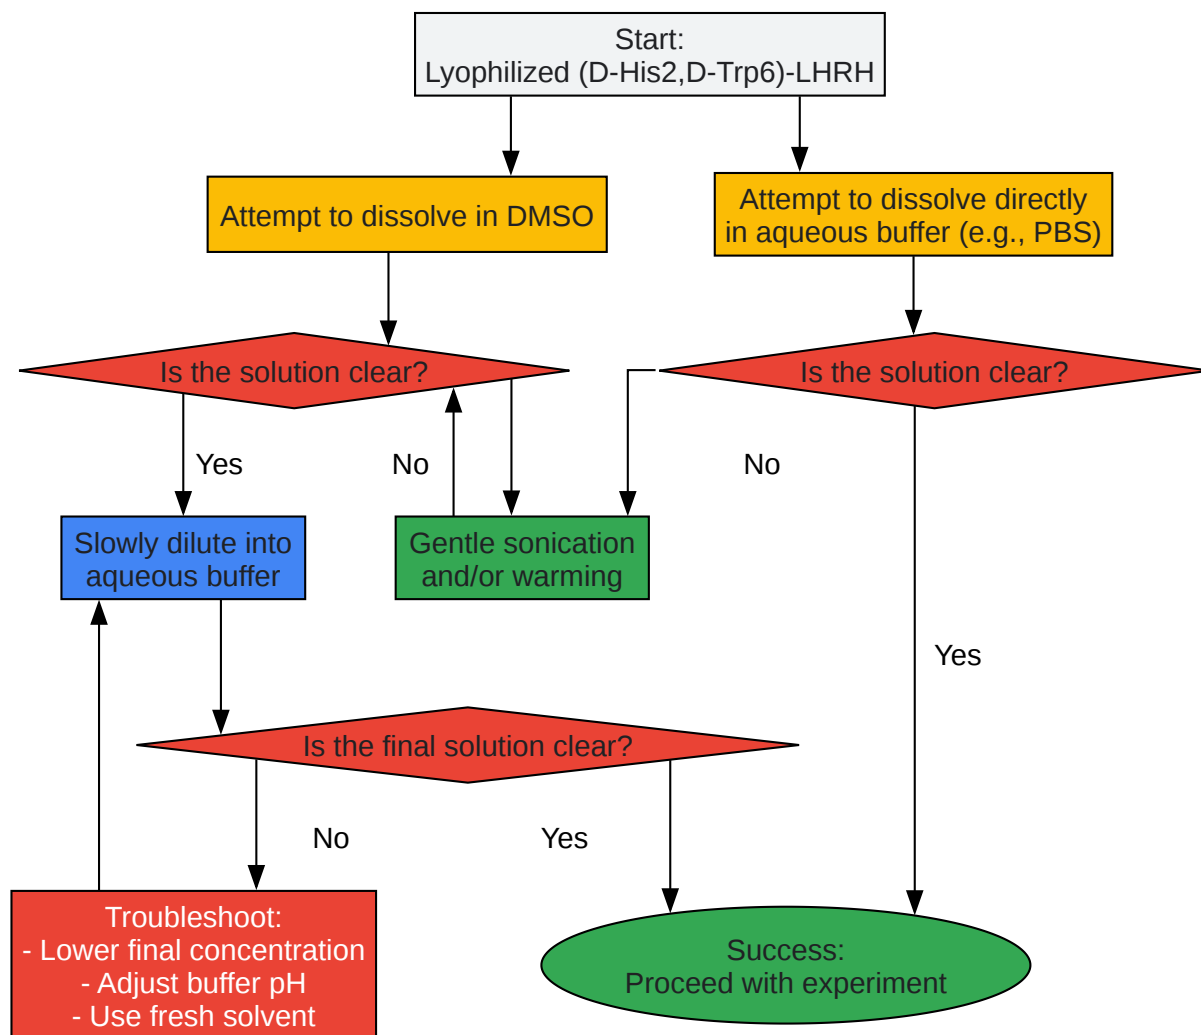 Start:
Lyophilized (D-His2,D-Trp6)-LHRH
Attempt to dissolve in DMSO
Attempt to dissolve directly
in aqueous buffer (e.g., PBS)
Is the solution clear?
Is the solution clear?
Yes
No
No
Slowly dilute into
aqueous buffer
Gentle sonication
and/or warming
Yes
Is the final solution clear?
No
Yes
Troubleshoot:
- Lower final concentration
- Adjust buffer pH
- Use fresh solvent
Success:
Proceed with experiment